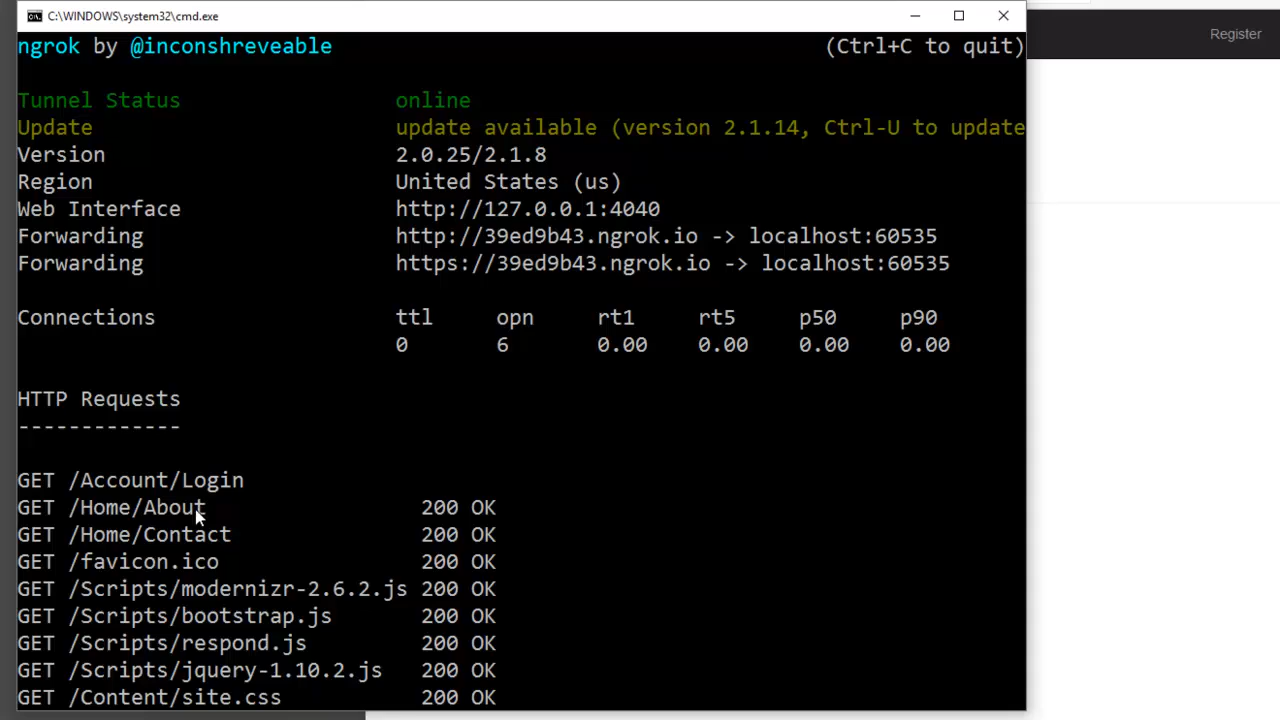 C:\WINDOWS\system32\cmd.exe
Register
ngrok by @inconshreveable (Ctrl+C to quit)
Tunnel Status online
Update update available (version 2.1.14, Ctrl-U to update
Version 2.0.25/2.1.8
Region United States (us)
Web Interface http://127.0.0.1:4040
Forwarding http://39ed9b43.ngrok.io -> localhost:60535
Forwarding https://39ed9b43.ngrok.io -> localhost:60535
Connections ttl opn rt1 rt5 p50 p90
0 6 0.00 0.00 0.00 0.00
HTTP Requests
-------------
GET /Account/Login
GET /Home/About 200 OK
GET /Home/Contact 200 OK
GET /favicon.ico 200 OK
GET /Scripts/modernizr-2.6.2.js 200 OK
GET /Scripts/bootstrap.js 200 OK
GET /Scripts/respond.js 200 OK
GET /Scripts/jquery-1.10.2.js 200 OK
GET /Content/site.css 200 OK